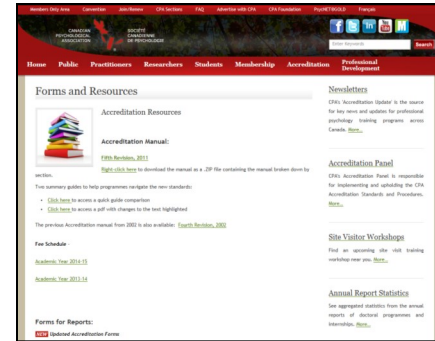 Members Only Area Convention Join/Renew CPA Sections FAQ Advertise with CPA CPA Foundation PsyNETBGOLD Français
CANADIAN PSYCHOLOGICAL ASSOCIATION
SOCIÉTÉ CANADIENNE DE PSYCHOLOGIE
Enter Keywords Search
Home Public Practitioners Researchers Students Membership Accreditation Professional Development
Forms and Resources
Accreditation Resources
Accreditation Manual:
Fifth Revision, 2011
Right-click here to download the manual as a .ZIP file containing the manual broken down by
section.
Two summary guides to help programmes navigate the new standards:
Click here to access a quick guide comparison
Click here to access a pdf with changes to the text highlighted
The previous Accreditation manual from 2002 is also available: Fourth Revision, 2002
Fee Schedule -
Academic Year 2014-15
Academic Year 2013-14
Forms for Reports:
NEW Updated Accreditation Forms
Newsletters
CPA's Accreditation Update is the source
for key news and updates for professional
psychology training programs across
Canada. More...
Accreditation Panel
CPA's Accreditation Panel is responsible
for implementing and upholding the CPA
Accreditation Standards and Procedures.
More...
Site Visitor Workshops
Find an upcoming site visit training
workshop near you. More...
Annual Report Statistics
See aggregated statistics from the annual
reports of doctoral programmes and
internships. More...